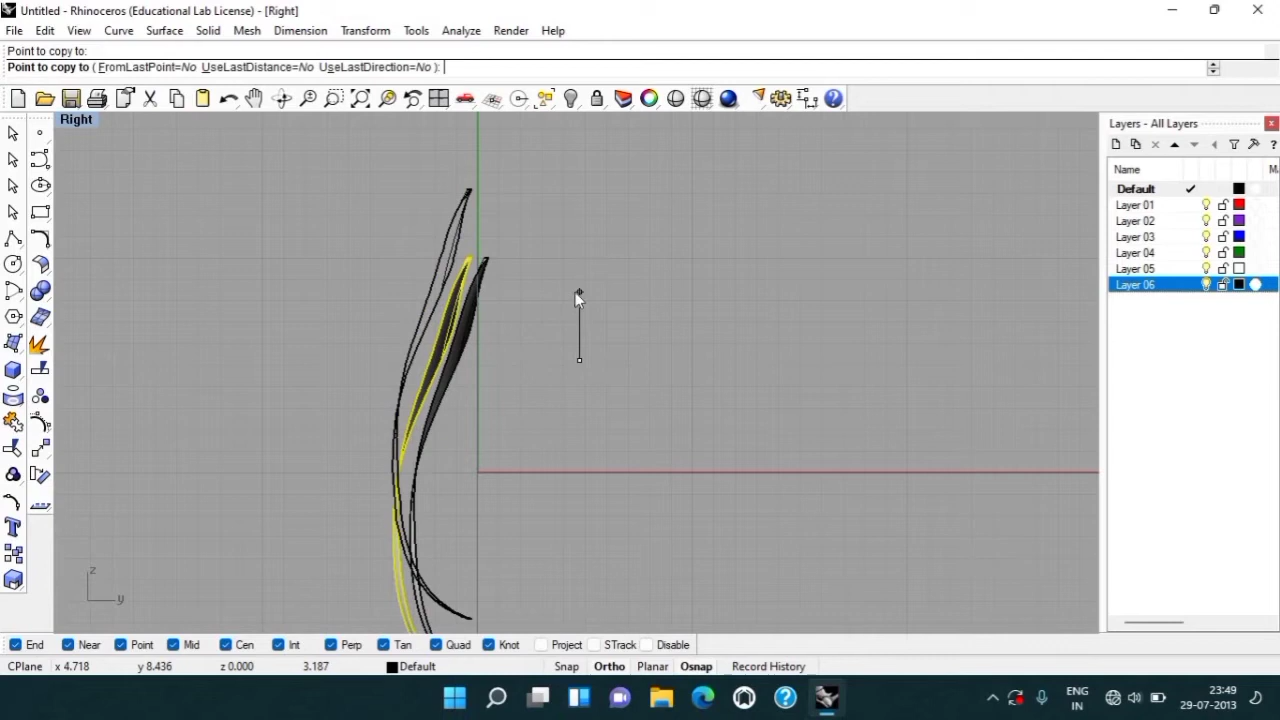 Untitled - Rhinoceros (Educational Lab License) - [Right]
File Edit View Curve Surface Solid Mesh Dimension Transform Tools Analyze Render Help
Point to copy to:
Point to copy to ( FromLastPoint=No UseLastDistance=No UseLastDirection=No ):
Right
Layers - All Layers
Name
Default
Layer 01
Layer 02
Layer 03
Layer 04
Layer 05
Layer 06
z
y
End Near Point Mid Cen Int Perp Tan Quad Knot Project STrack Disable
CPlane x 4.718 y 8.436 z 0.000 3.187 Default Snap Ortho Planar Osnap Record History
ENG
IN
23:49
29-07-2013